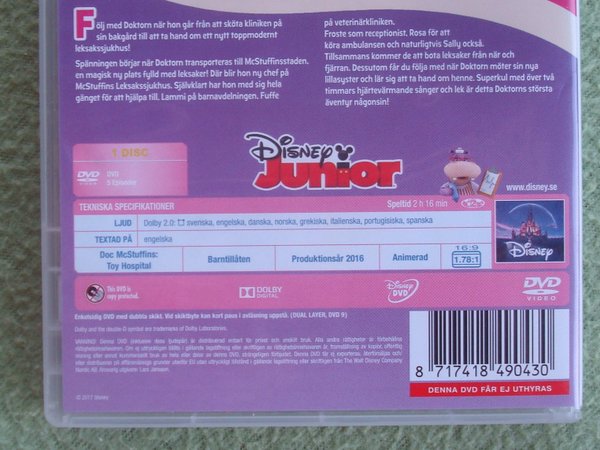 Följ med Doktorn när hon går från att sköta kliniken på
sin bakgård till att ta hand om ett nytt toppmodernt
leksakssjukhus!
Spänningen börjar när Doktorn transporteras till McStuffinsstaden,
en magisk ny plats fylld med leksaker! Där blir hon ny chef på
McStuffins Leksakssjukhus. Självklart har hon med sig hela
gänget för att hjälpa till. Lammi på barnavdelningen. Fuffe
på veterinärkliniken.
Froste som receptionist, Rosa för att
köra ambulansen och naturligtvis Sally också.
Tillsammans kommer de att bota leksaker från när och
fjärran. Dessutom får du följa med när Doktorn möter sin nya
lillasyster och lär sig att ta hand om henne. Superkul med över två
timmars hjärtevärmande sånger och lek är detta Doktorns största
äventyr någonsin!
1 DISC
DVD
DVD
5 Episoder
Disney
Junior
www.disney.se
TEKNISKA SPECIFIKATIONER
Speltid 2 h 16 min
LJUD Dolby 2.0: svenska, engelska, danska, norska, grekiska, italienska, portugisiska, spanska
TEXTAD PÅ engelska
Doc McStuffins:
Toy Hospital
Barntillåten
Produktionsår 2016
Animerad
16:9
1.78:1
Disney
This DVD is
copy protected.
DOLBY
DIGITAL
Disney
DVD
DVD
VIDEO
Enkelsidig DVD med dubbla skikt. Vid skiktbyte kan kort paus i avläsning uppstå. (DUAL LAYER, DVD 9)
Dolby and the double-D symbol are trademarks of Dolby Laboratories.
8 717418 490430 >
DENNA DVD FÅR EJ UTHYRAS
© 2017 Disney